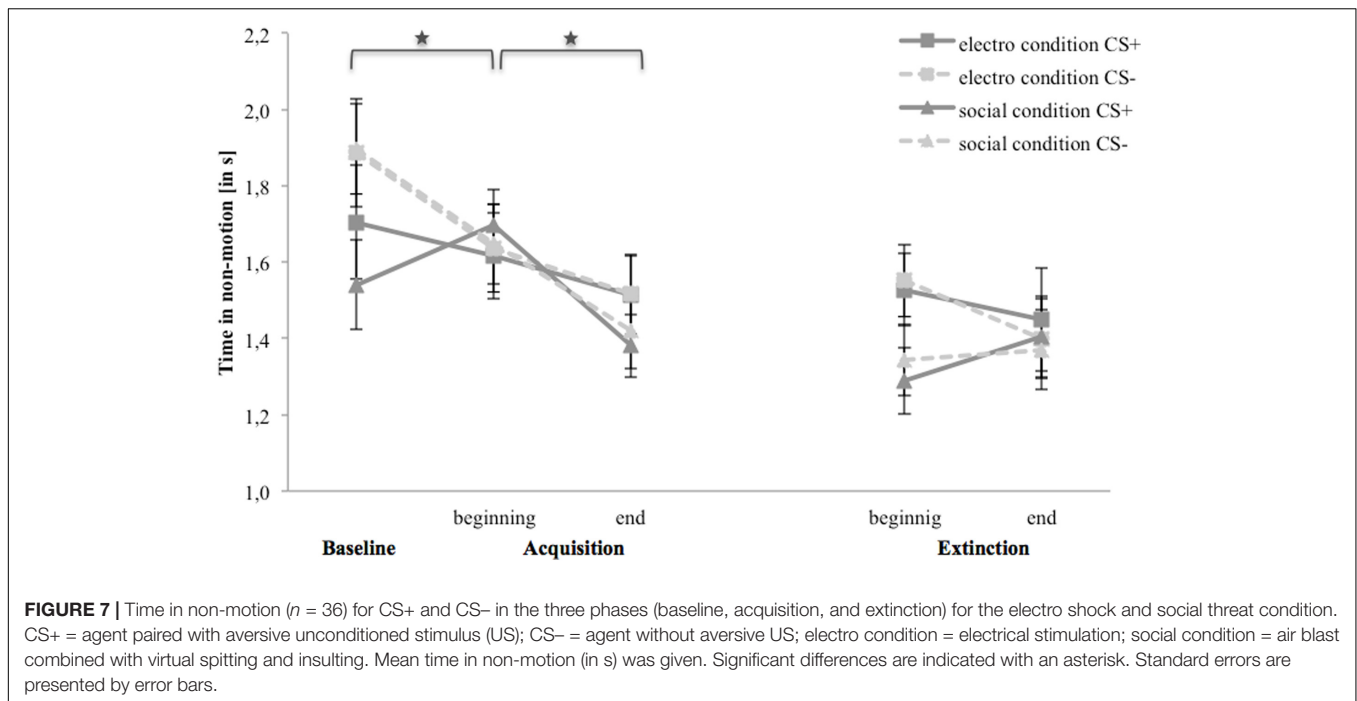 2,2
2,0
1,8
1,6
1,4
1,2
1,0
Time in non-motion [in s]
electro condition CS+
electro condition CS-
social condition CS+
social condition CS-
beginning end beginnig end
Baseline Acquisition Extinction
FIGURE 7 | Time in non-motion (n = 36) for CS+ and CS– in the three phases (baseline, acquisition, and extinction) for the electro shock and social threat condition.
CS+ = agent paired with aversive unconditioned stimulus (US); CS– = agent without aversive US; electro condition = electrical stimulation; social condition = air blast
combined with virtual spitting and insulting. Mean time in non-motion (in s) was given. Significant differences are indicated with an asterisk. Standard errors are
presented by error bars.